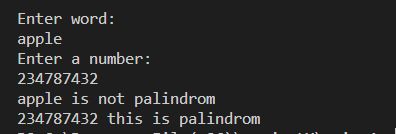 Enter word:
apple
Enter a number:
234787432
apple is not palindrom
234787432 this is palindrom